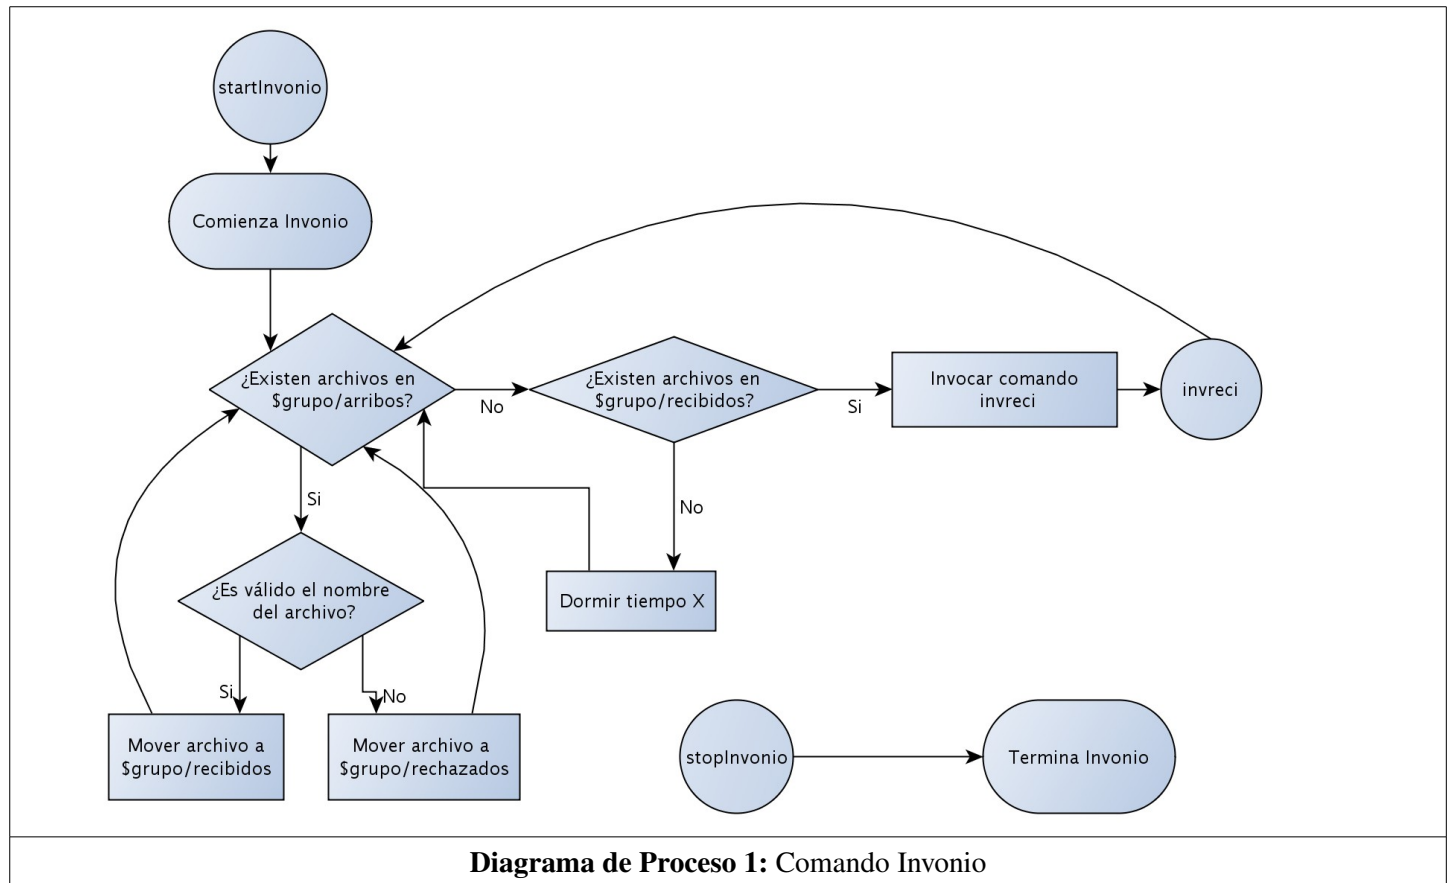 startInvonio
Comienza Invonio
¿Existen archivos en
$grupo/arribos?
No
¿Existen archivos en
$grupo/recibidos?
Si
Invocar comando
invreci
invreci
Si
No
¿Es válido el nombre
del archivo?
Dormir tiempo X
Si
No
Mover archivo a
$grupo/recibidos
Mover archivo a
$grupo/rechazados
stopInvonio
Termina Invonio
Diagrama de Proceso 1: Comando Invonio